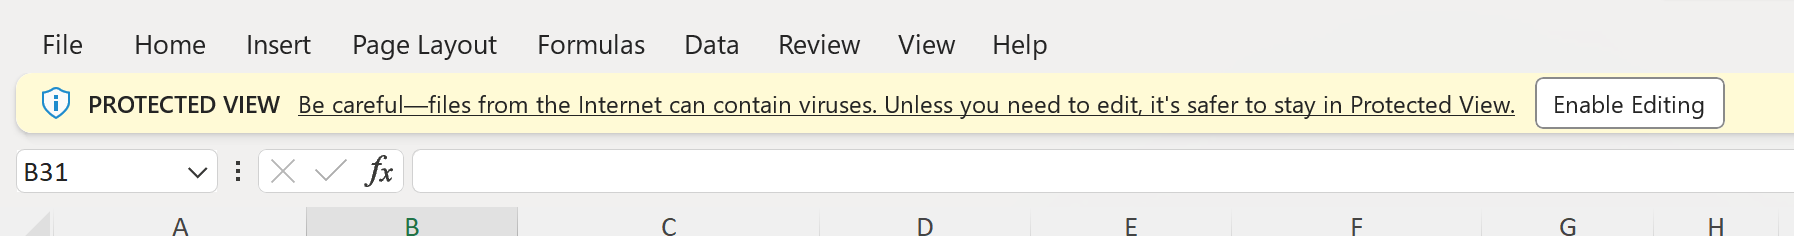 File Home Insert Page Layout Formulas Data Review View Help
PROTECTED VIEW Be careful—files from the Internet can contain viruses. Unless you need to edit, it's safer to stay in Protected View. Enable Editing
B31 fx
A B C D E F G H